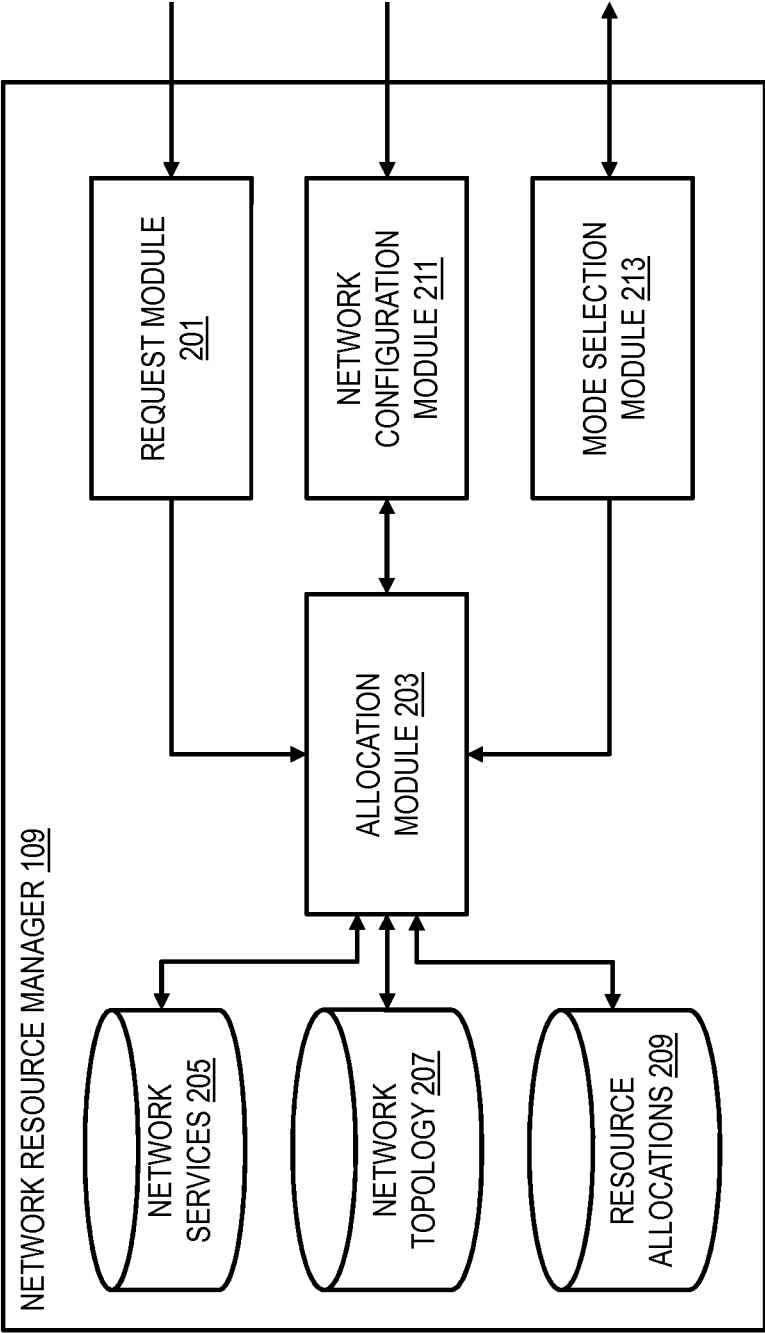 NETWORK RESOURCE MANAGER 109
NETWORK
SERVICES 205
NETWORK
TOPOLOGY 207
RESOURCE
ALLOCATIONS 209
ALLOCATION
MODULE 203
REQUEST MODULE
201
NETWORK
CONFIGURATION
MODULE 211
MODE SELECTION
MODULE 213